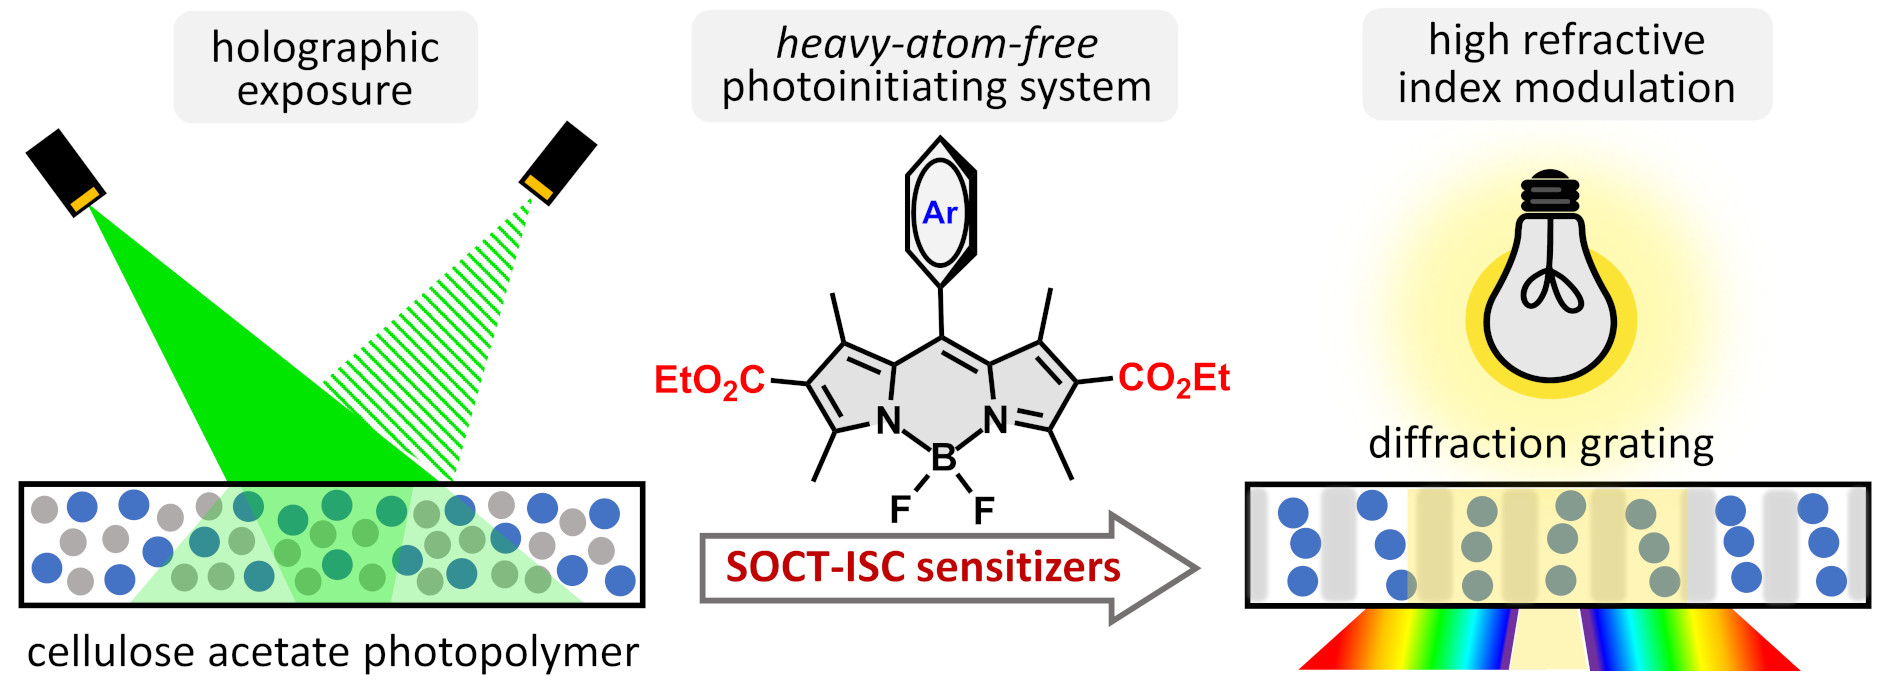 holographic
exposure
heavy-atom-free
photoinitiating system
high refractive
index modulation
Ar
EtO2C
CO2Et
N
N
B
F
F
diffraction grating
SOCT-ISC sensitizers
cellulose acetate photopolymer